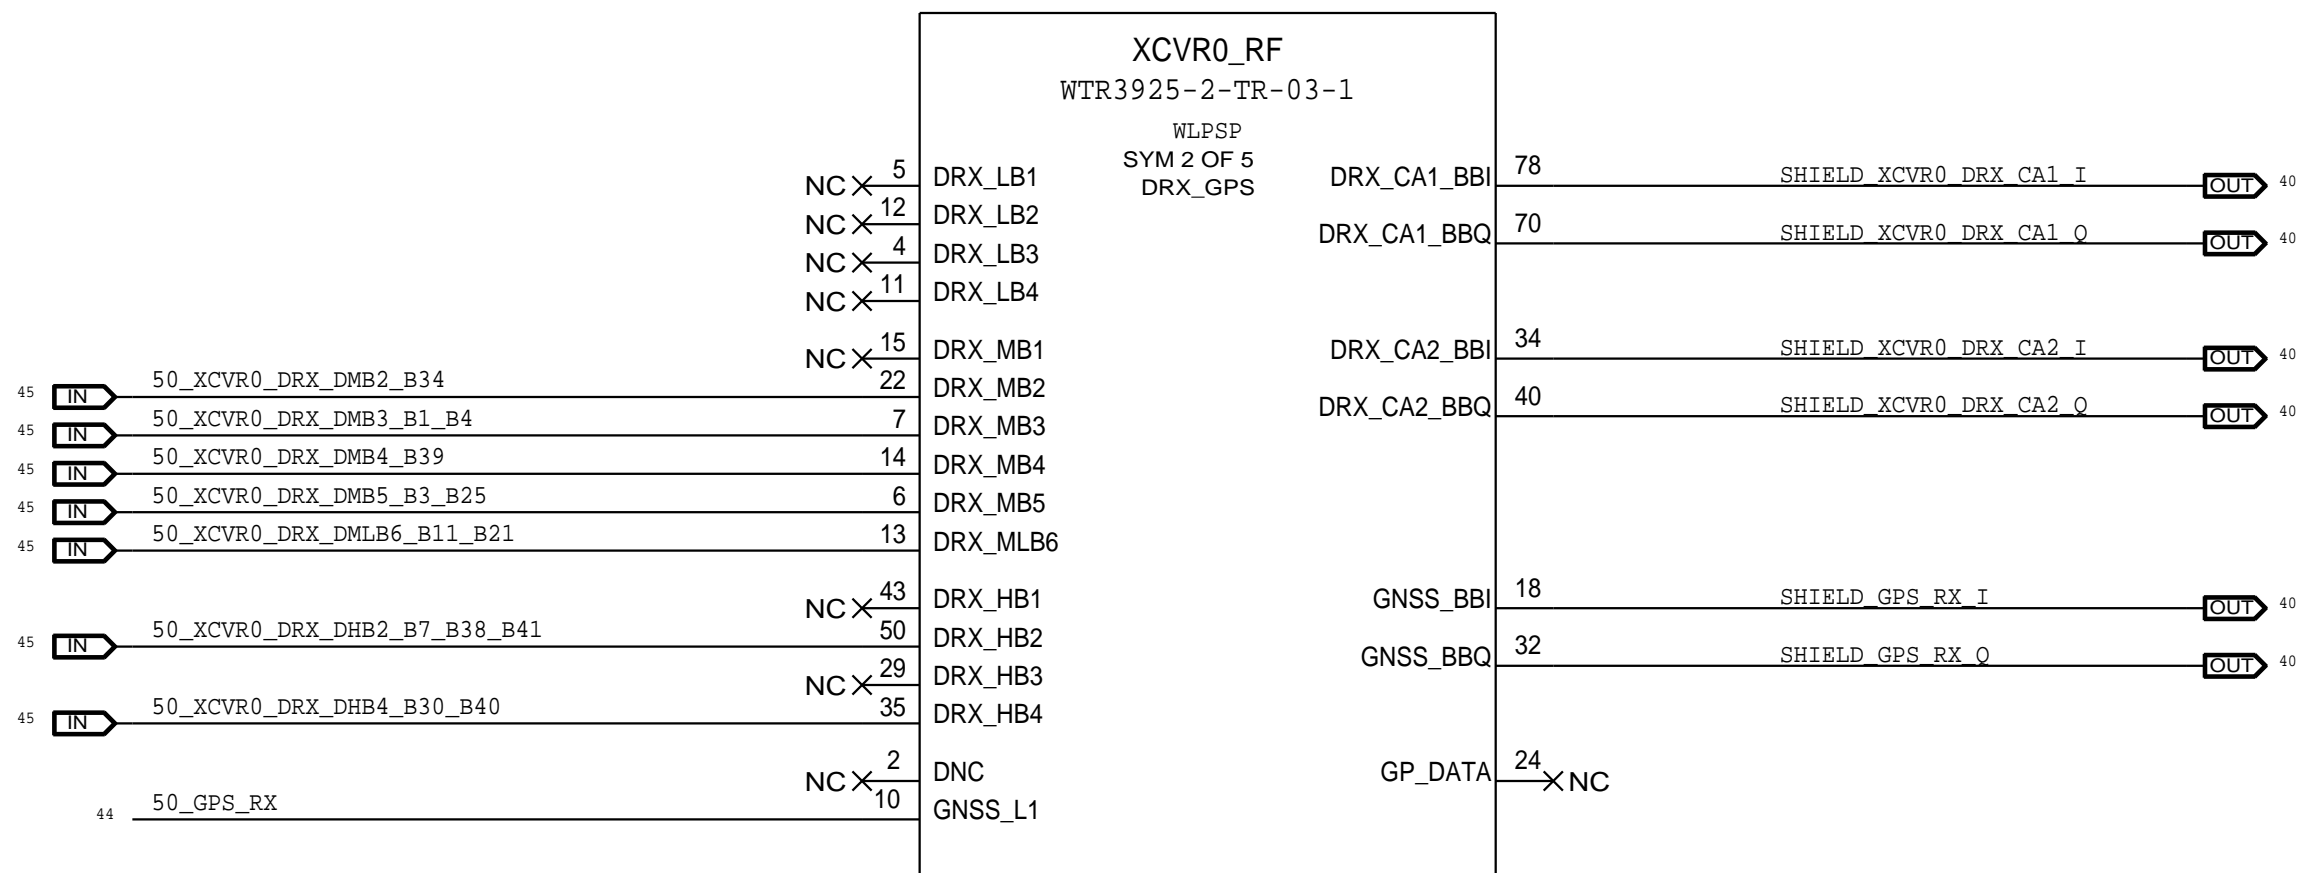 XCVR0_RF
WTR3925-2-TR-03-1
WLPSP
SYM 2 OF 5
DRX_GPS
NC 5 DRX_LB1
NC 12 DRX_LB2
NC 4 DRX_LB3
NC 11 DRX_LB4
NC 15 DRX_MB1
45 IN 50_XCVR0_DRX_DMB2_B34 22 DRX_MB2
45 IN 50_XCVR0_DRX_DMB3_B1_B4 7 DRX_MB3
45 IN 50_XCVR0_DRX_DMB4_B39 14 DRX_MB4
45 IN 50_XCVR0_DRX_DMB5_B3_B25 6 DRX_MB5
45 IN 50_XCVR0_DRX_DMLB6_B11_B21 13 DRX_MLB6
NC 43 DRX_HB1
45 IN 50_XCVR0_DRX_DHB2_B7_B38_B41 50 DRX_HB2
NC 29 DRX_HB3
45 IN 50_XCVR0_DRX_DHB4_B30_B40 35 DRX_HB4
NC 2 DNC
44 50_GPS_RX 10 GNSS_L1
DRX_CA1_BBI 78 SHIELD_XCVR0_DRX_CA1_I OUT 40
DRX_CA1_BBQ 70 SHIELD_XCVR0_DRX_CA1_Q OUT 40
DRX_CA2_BBI 34 SHIELD_XCVR0_DRX_CA2_I OUT 40
DRX_CA2_BBQ 40 SHIELD_XCVR0_DRX_CA2_Q OUT 40
GNSS_BBI 18 SHIELD_GPS_RX_I OUT 40
GNSS_BBQ 32 SHIELD_GPS_RX_Q OUT 40
GP_DATA 24 NC